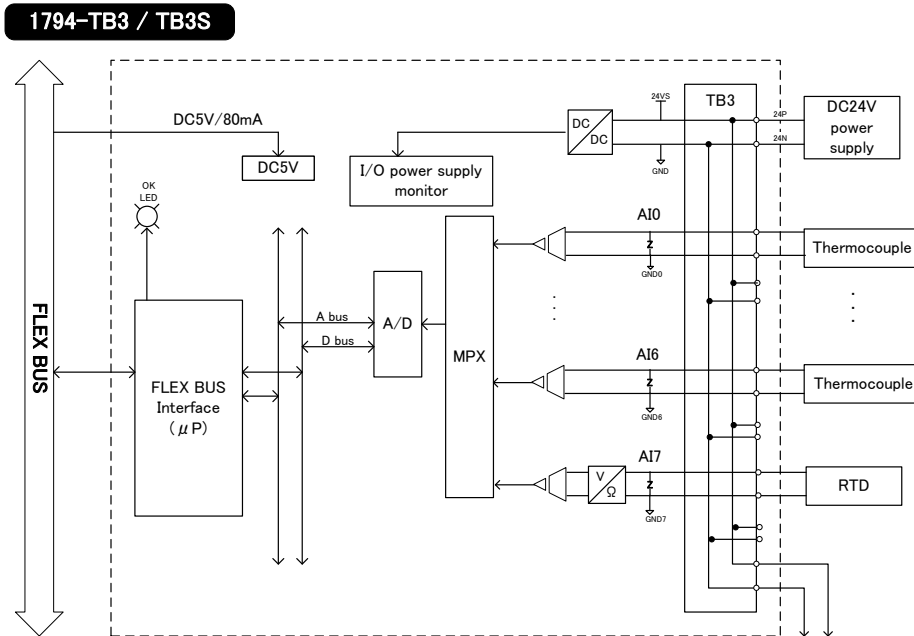 1794-TB3 / TB3S
DC5V/80mA
DC5V
I/O power supply
monitor
DC
DC
24VS
GND
TB3
24P
24N
DC24V
power
supply
OK
LED
AI0
GND0
Thermocouple
FLEX BUS
FLEX BUS
Interface
(μP)
A bus
D bus
A/D
MPX
AI6
GND6
Thermocouple
AI7
V
Ω
GND7
RTD